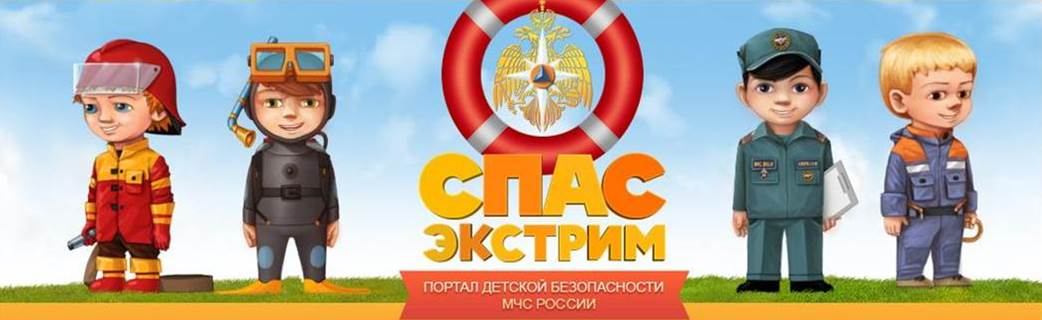 СПАС
ЭКСТРИМ
ПОРТАЛ ДЕТСКОЙ БЕЗОПАСНОСТИ
МЧС РОССИИ